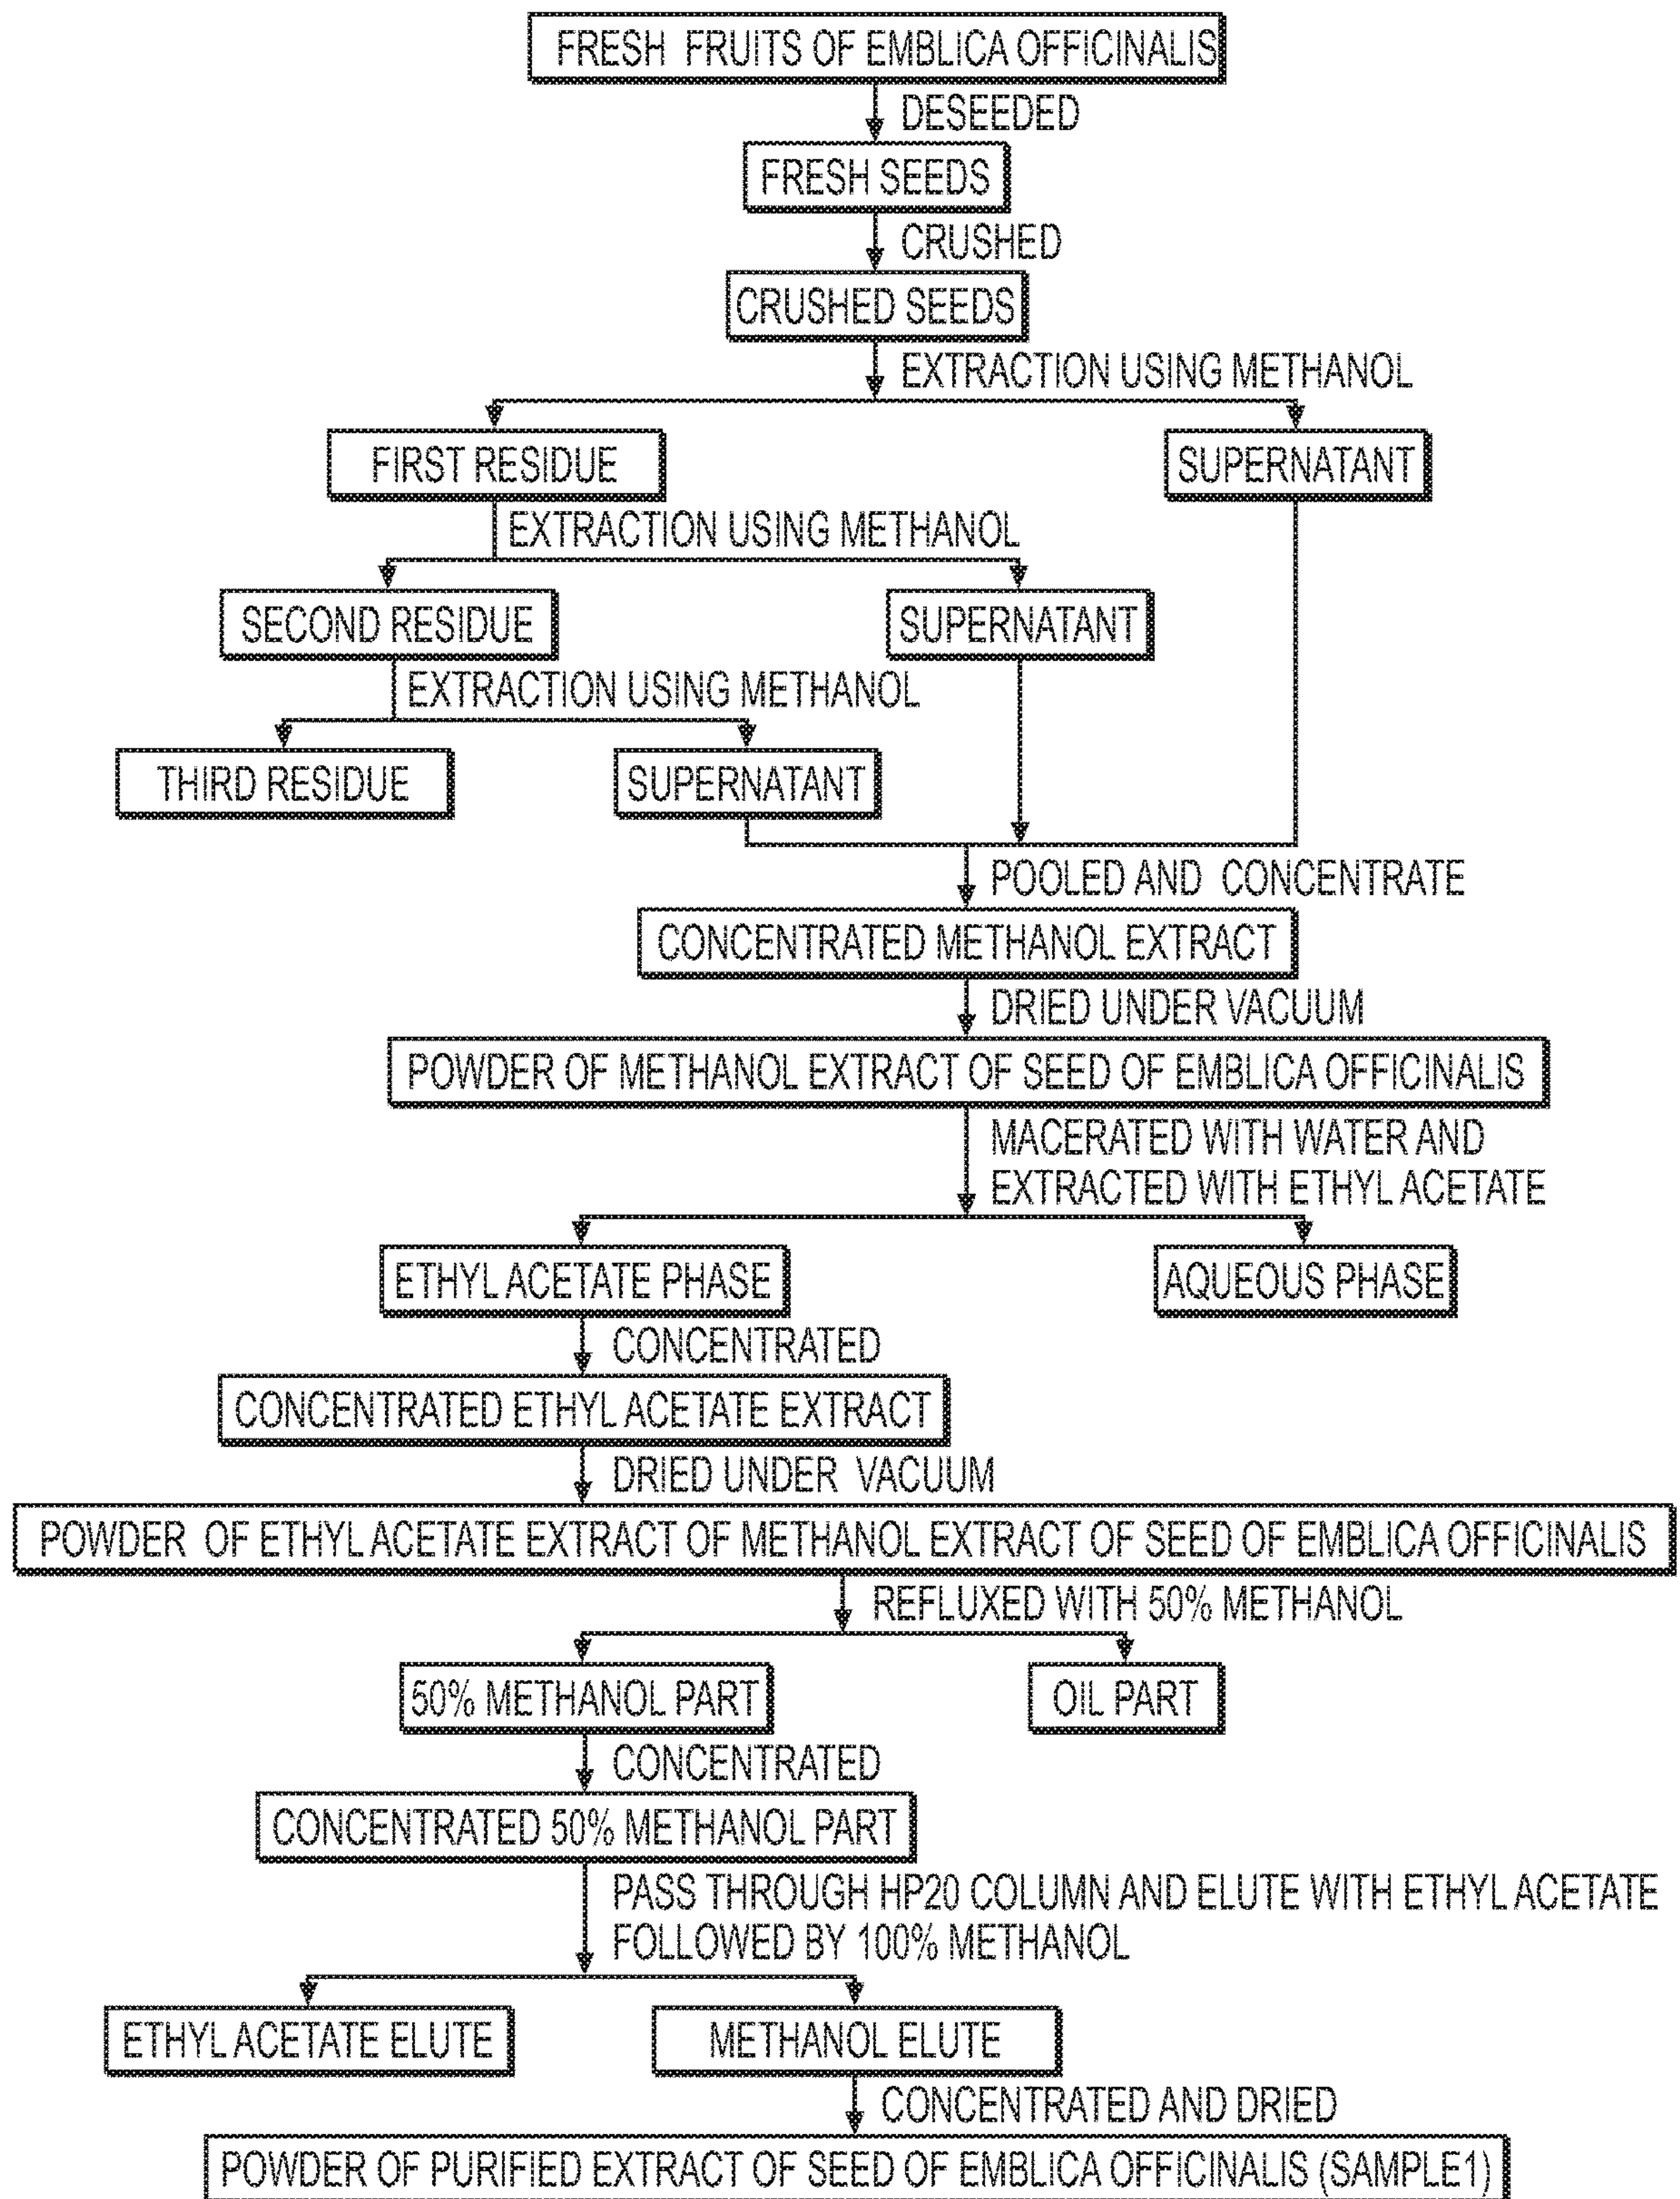 FRESH FRUITS OF EMBLICA OFFICINALIS
DESEEDED
FRESH SEEDS
CRUSHED
CRUSHED SEEDS
EXTRACTION USING METHANOL
FIRST RESIDUE
SUPERNATANT
EXTRACTION USING METHANOL
SECOND RESIDUE
SUPERNATANT
EXTRACTION USING METHANOL
THIRD RESIDUE
SUPERNATANT
POOLED AND CONCENTRATE
CONCENTRATED METHANOL EXTRACT
DRIED UNDER VACUUM
POWDER OF METHANOL EXTRACT OF SEED OF EMBLICA OFFICINALIS
MACERATED WITH WATER AND
EXTRACTED WITH ETHYL ACETATE
ETHYL ACETATE PHASE
AQUEOUS PHASE
CONCENTRATED
CONCENTRATED ETHYL ACETATE EXTRACT
DRIED UNDER VACUUM
POWDER OF ETHYL ACETATE EXTRACT OF METHANOL EXTRACT OF SEED OF EMBLICA OFFICINALIS
REFLUXED WITH 50% METHANOL
50% METHANOL PART
OIL PART
CONCENTRATED
CONCENTRATED 50% METHANOL PART
PASS THROUGH HP20 COLUMN AND ELUTE WITH ETHYL ACETATE
FOLLOWED BY 100% METHANOL
ETHYL ACETATE ELUTE
METHANOL ELUTE
CONCENTRATED AND DRIED
POWDER OF PURIFIED EXTRACT OF SEED OF EMBLICA OFFICINALIS (SAMPLE1)